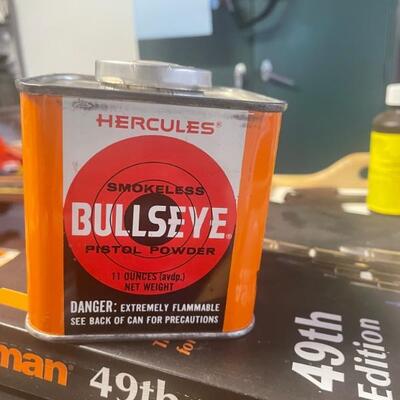 HERCULES®
SMOKELESS
BULLSEYE®
PISTOL POWDER
11 OUNCES (avdp.)
NET WEIGHT
DANGER: EXTREMELY FLAMMABLE
SEE BACK OF CAN FOR PRECAUTIONS
man
49th
49th
Edition